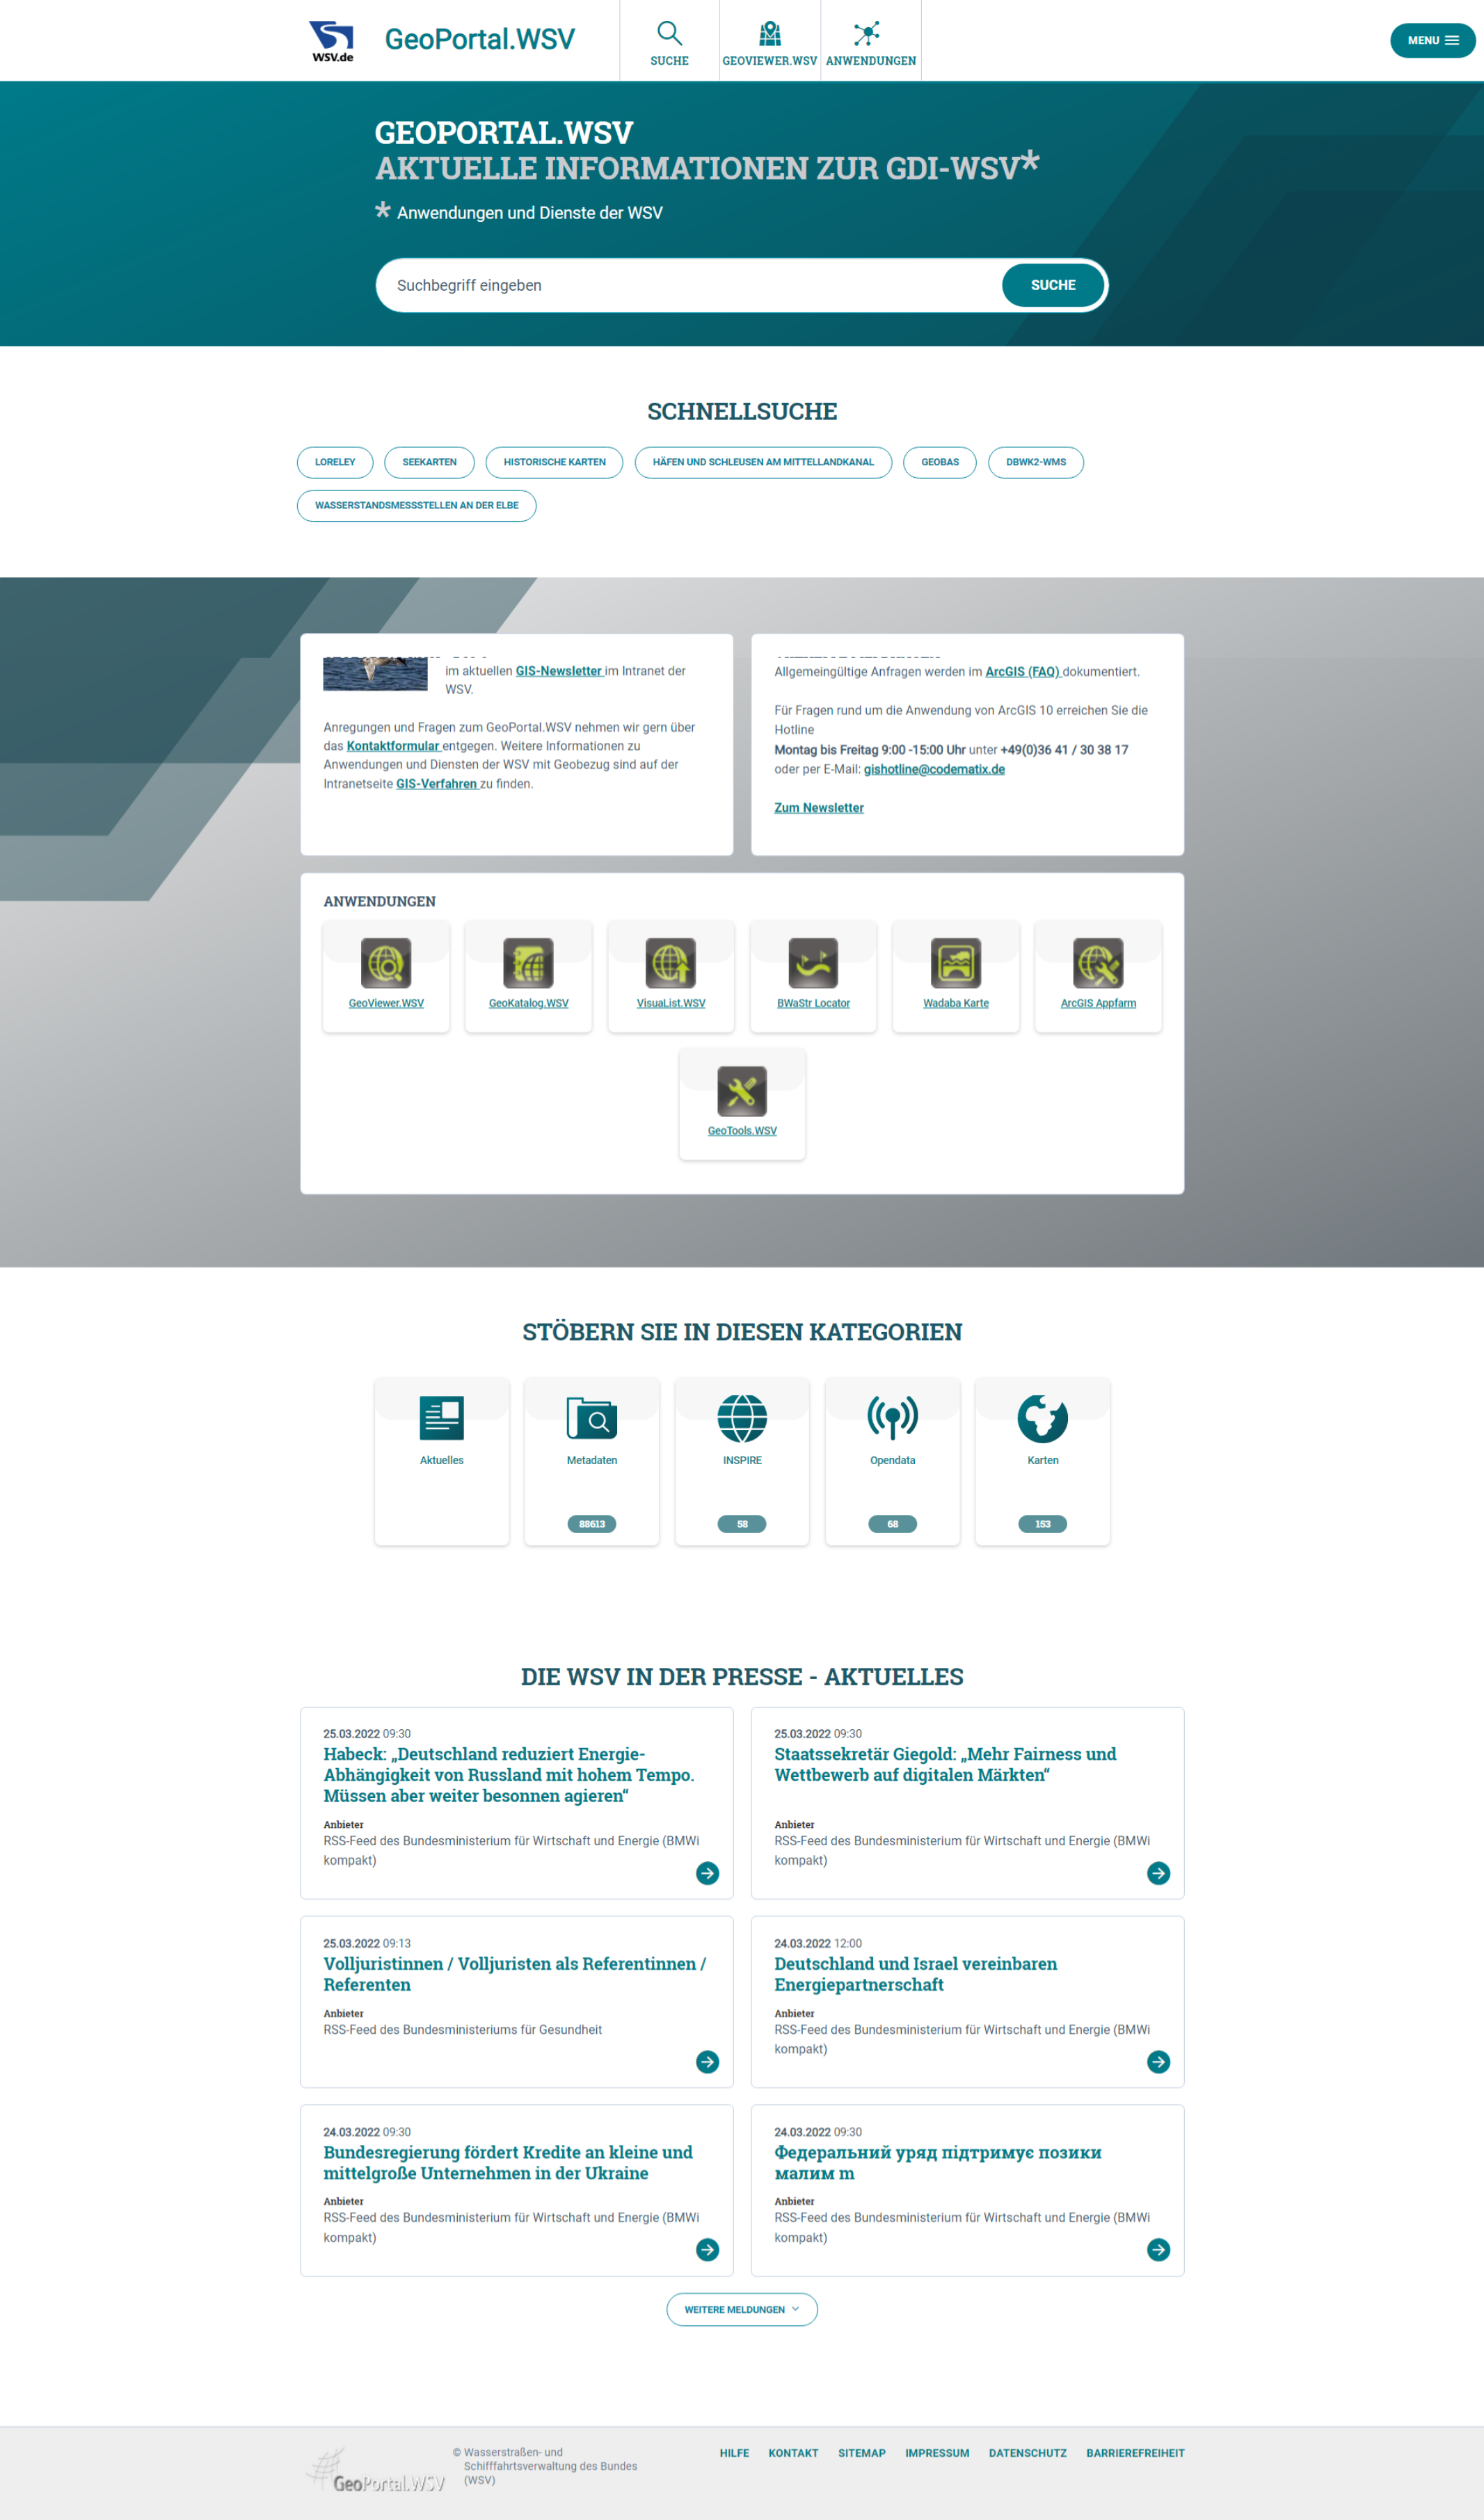 WSV.de
GeoPortal.WSV
SUCHE
GEOVIEWER.WSV
ANWENDUNGEN
MENU
GEOPORTAL.WSV
AKTUELLE INFORMATIONEN ZUR GDI-WSV*
* Anwendungen und Dienste der WSV
Suchbegriff eingeben
SUCHE
SCHNELLSUCHE
LORELEY
SEEKARTEN
HISTORISCHE KARTEN
HÄFEN UND SCHLEUSEN AM MITTELLANDKANAL
GEOBAS
DBWK2-WMS
WASSERSTANDSMESSSTELLEN AN DER ELBE
im aktuellen GIS-Newsletter im Intranet der
WSV.
Anregungen und Fragen zum GeoPortal.WSV nehmen wir gern über
das Kontaktformular entgegen. Weitere Informationen zu
Anwendungen und Diensten der WSV mit Geobezug sind auf der
Intranetseite GIS-Verfahren zu finden.
Allgemeingültige Anfragen werden im ArcGIS (FAQ) dokumentiert.
Für Fragen rund um die Anwendung von ArcGIS 10 erreichen Sie die
Hotline
Montag bis Freitag 9:00 -15:00 Uhr unter +49(0)36 41 / 30 38 17
oder per E-Mail: gishotline@codematix.de
Zum Newsletter
ANWENDUNGEN
GeoViewer.WSV
GeoKatalog.WSV
VisuaList.WSV
BWaStr Locator
Wadaba Karte
ArcGIS Appfarm
GeoTools.WSV
STÖBERN SIE IN DIESEN KATEGORIEN
Aktuelles
Metadaten
INSPIRE
Opendata
Karten
88613
58
68
153
DIE WSV IN DER PRESSE - AKTUELLES
25.03.2022 09:30
Habeck: „Deutschland reduziert Energie-
Abhängigkeit von Russland mit hohem Tempo.
Müssen aber weiter besonnen agieren“
Anbieter
RSS-Feed des Bundesministerium für Wirtschaft und Energie (BMWi
kompakt)
25.03.2022 09:30
Staatssekretär Giegold: „Mehr Fairness und
Wettbewerb auf digitalen Märkten“
Anbieter
RSS-Feed des Bundesministerium für Wirtschaft und Energie (BMWi
kompakt)
25.03.2022 09:13
Volljuristinnen / Volljuristen als Referentinnen /
Referenten
Anbieter
RSS-Feed des Bundesministeriums für Gesundheit
24.03.2022 12:00
Deutschland und Israel vereinbaren
Energiepartnerschaft
Anbieter
RSS-Feed des Bundesministerium für Wirtschaft und Energie (BMWi
kompakt)
24.03.2022 09:30
Bundesregierung fördert Kredite an kleine und
mittelgroße Unternehmen in der Ukraine
Anbieter
RSS-Feed des Bundesministerium für Wirtschaft und Energie (BMWi
kompakt)
24.03.2022 09:30
Федеральний уряд підтримує позики
малим m
Anbieter
RSS-Feed des Bundesministerium für Wirtschaft und Energie (BMWi
kompakt)
WEITERE MELDUNGEN
GeoPortal.WSV
© Wasserstraßen- und
Schifffahrtsverwaltung des Bundes
(WSV)
HILFE
KONTAKT
SITEMAP
IMPRESSUM
DATENSCHUTZ
BARRIEREFREIHEIT